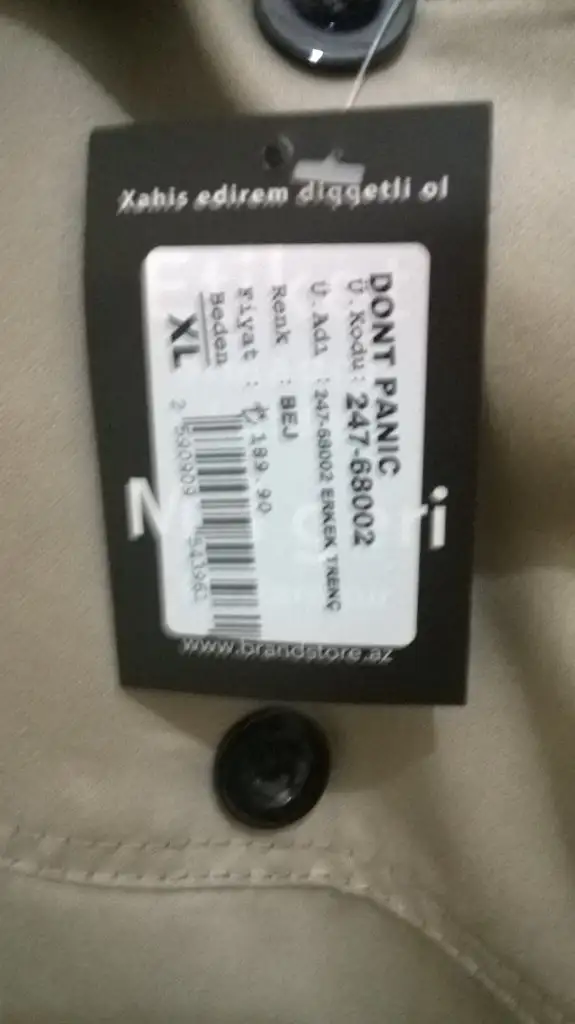 Xahis edirem diqqetli ol
DONT PANIC
Ü.Kodu: 247-68002
Ü.Adı :247-68002 ERKEK TRENÇ
Renk :BEJ
Fiyat : ₺ 189.90
Beden
XL
www.brandstore.az